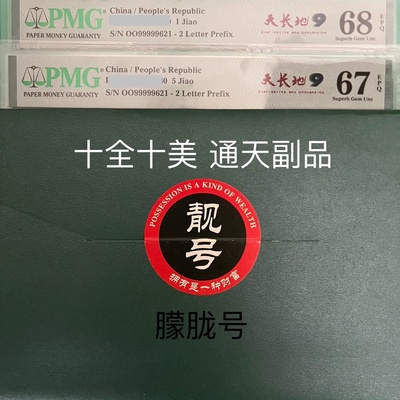 PMG
PAPER MONEY GUARANTY
China / People's Republic
1 Jiao
S/N OO99999621 - 2 Letter Prefix
天长地9
68 EPQ
Superb Gem Unc
PMG
PAPER MONEY GUARANTY
China / People's Republic
5 Jiao
S/N OO99999621 - 2 Letter Prefix
天长地9
67 EPQ
Superb Gem Unc
十全十美 通天副品
POSSESSION IS A KIND OF WEALTH
靓号
拥有是一种财富
朦胧号